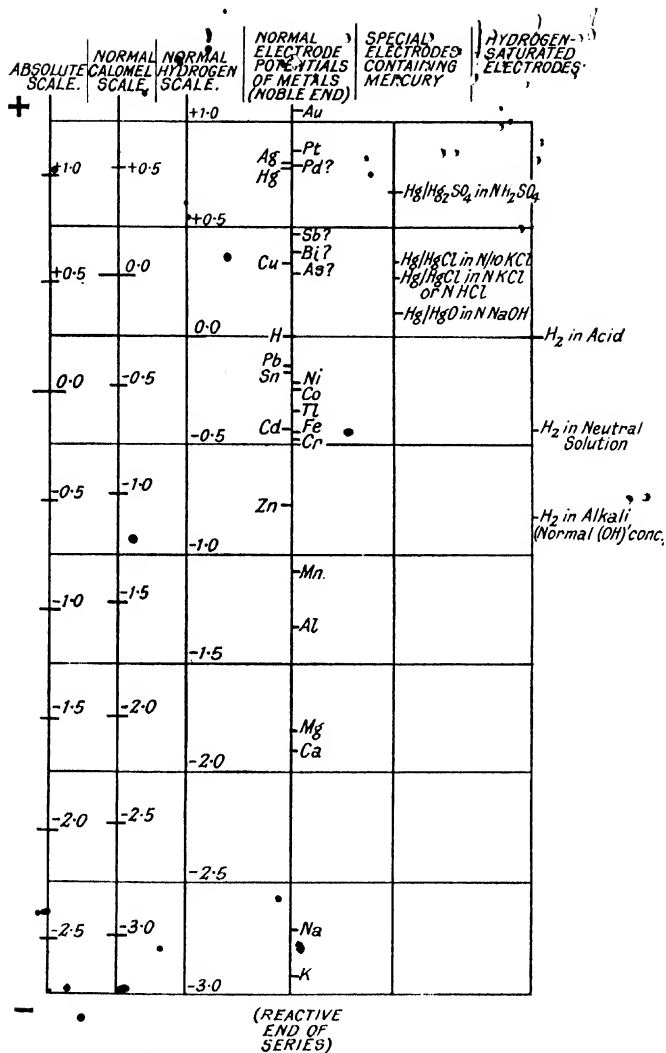 ABSOLUTE SCALE.
NORMAL CALOMEL SCALE.
NORMAL HYDROGEN SCALE.
NORMAL ELECTRODE POTENTIALS OF METALS (NOBLE END)
SPECIAL ELECTRODES CONTAINING MERCURY
HYDROGEN-SATURATED ELECTRODES.
+
+1.0
Au
Pt
Ag
Pd?
Hg
+1.0
+0.5
Hg/Hg₂SO₄ in NH₂SO₄
+0.5
Sb?
Bi?
Cu
As?
Hg/HgCl in N/10 KCl
Hg/HgCl in N KCl
or N HCl
+0.5
0.0
Hg/HgO in N NaOH
0.0
H
H₂ in Acid
Pb
Sn
Ni
Co
0.0
-0.5
Tl
Cd
Fe
Cr
-0.5
H₂ in Neutral
Solution
-0.5
-1.0
Zn
H₂ in Alkali
(Normal (OH)' conc,
-1.0
Mn.
-1.0
-1.5
Al
-1.5
-1.5
-2.0
Mg
Ca
-2.0
-2.0
-2.5
-2.5
Na
-2.5
-3.0
K
-3.0
-
(REACTIVE
END OF
SERIES)